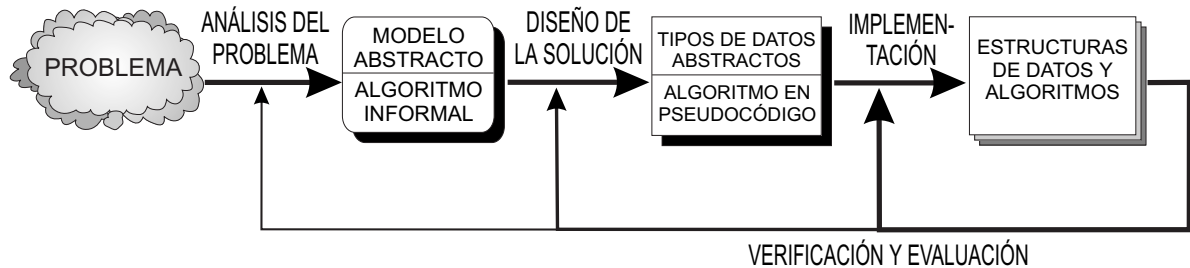 PROBLEMA
ANÁLISIS DEL
PROBLEMA
MODELO
ABSTRACTO
ALGORITMO
INFORMAL
DISEÑO DE
LA SOLUCIÓN
TIPOS DE DATOS
ABSTRACTOS
ALGORITMO EN
PSEUDOCÓDIGO
IMPLEMEN-
TACIÓN
ESTRUCTURAS
DE DATOS Y
ALGORITMOS
VERIFICACIÓN Y EVALUACIÓN